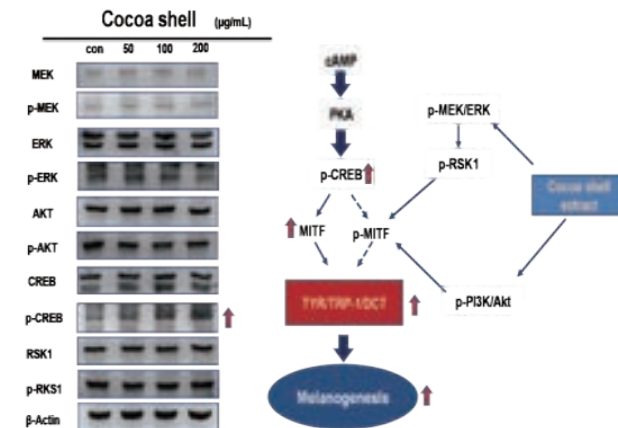 Cocoa shell (μg/mL)
con 50 100 200
MEK
p-MEK
ERK
p-ERK
AKT
p-AKT
CREB
p-CREB
RSK1
p-RKS1
β-Actin
cAMP
PKA
p-CREB
MITF
p-MITF
TYR/TRP-1/DCT
Melanogenesis
p-MEK/ERK
p-RSK1
Cocoa shell
extract
p-PI3K/Akt